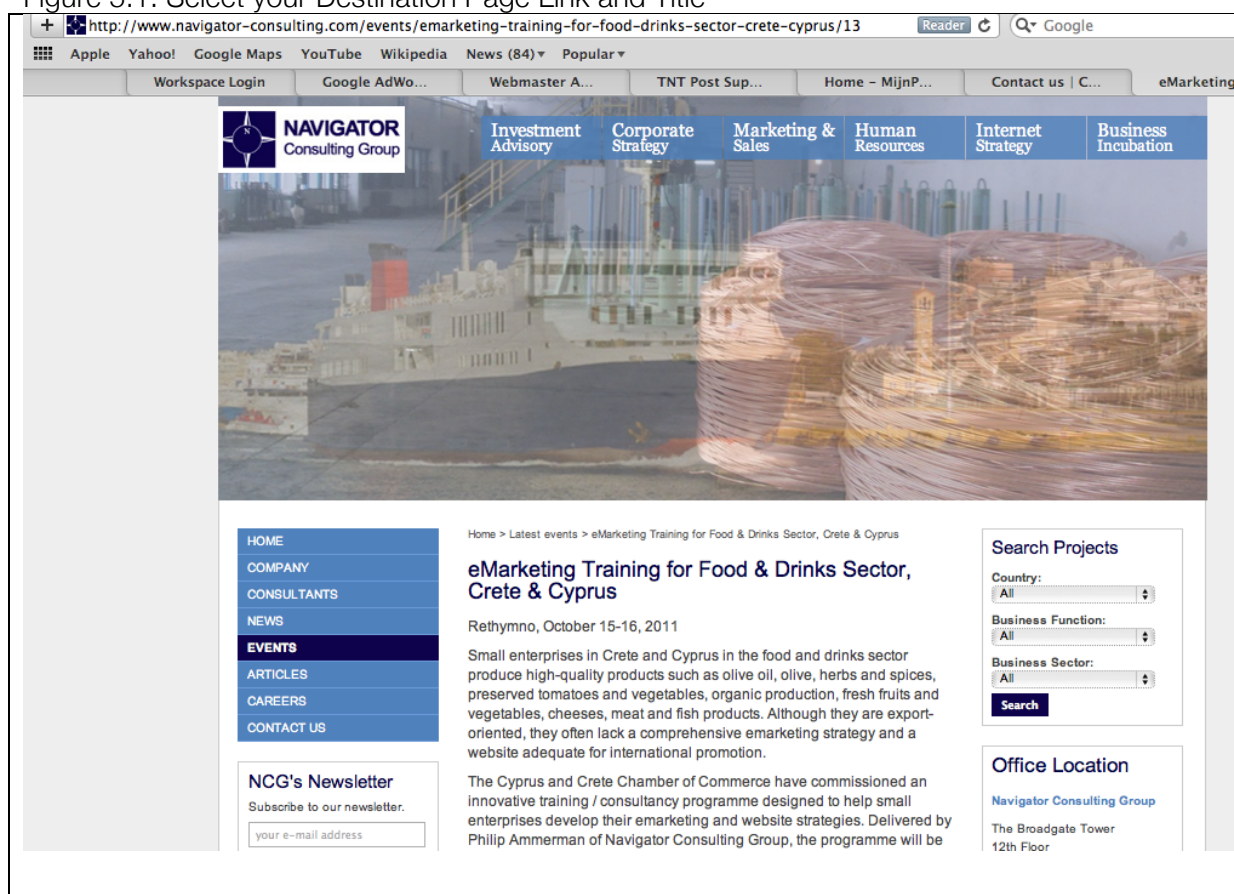 Figure 5.1: Select your Destination Page Link and Title
http://www.navigator-consulting.com/events/emarketing-training-for-food-drinks-sector-crete-cyprus/13 Reader Google
Apple Yahoo! Google Maps YouTube Wikipedia News (84) Popular
Workspace Login Google AdWo... Webmaster A... TNT Post Sup... Home - MijnP... Contact us | C... eMarketing
NAVIGATOR
Consulting Group
Investment Advisory
Corporate Strategy
Marketing & Sales
Human Resources
Internet Strategy
Business Incubation
HOME
COMPANY
CONSULTANTS
NEWS
EVENTS
ARTICLES
CAREERS
CONTACT US
NCG's Newsletter
Subscribe to our newsletter.
your e-mail address
Home > Latest events > eMarketing Training for Food & Drinks Sector, Crete & Cyprus
eMarketing Training for Food & Drinks Sector,
Crete & Cyprus
Rethymno, October 15-16, 2011
Small enterprises in Crete and Cyprus in the food and drinks sector
produce high-quality products such as olive oil, olive, herbs and spices,
preserved tomatoes and vegetables, organic production, fresh fruits and
vegetables, cheeses, meat and fish products. Although they are export-
oriented, they often lack a comprehensive emarketing strategy and a
website adequate for international promotion.
The Cyprus and Crete Chamber of Commerce have commissioned an
innovative training / consultancy programme designed to help small
enterprises develop their emarketing and website strategies. Delivered by
Philip Ammerman of Navigator Consulting Group, the programme will be
Search Projects
Country:
All
Business Function:
All
Business Sector:
All
Search
Office Location
Navigator Consulting Group
The Broadgate Tower
12th Floor